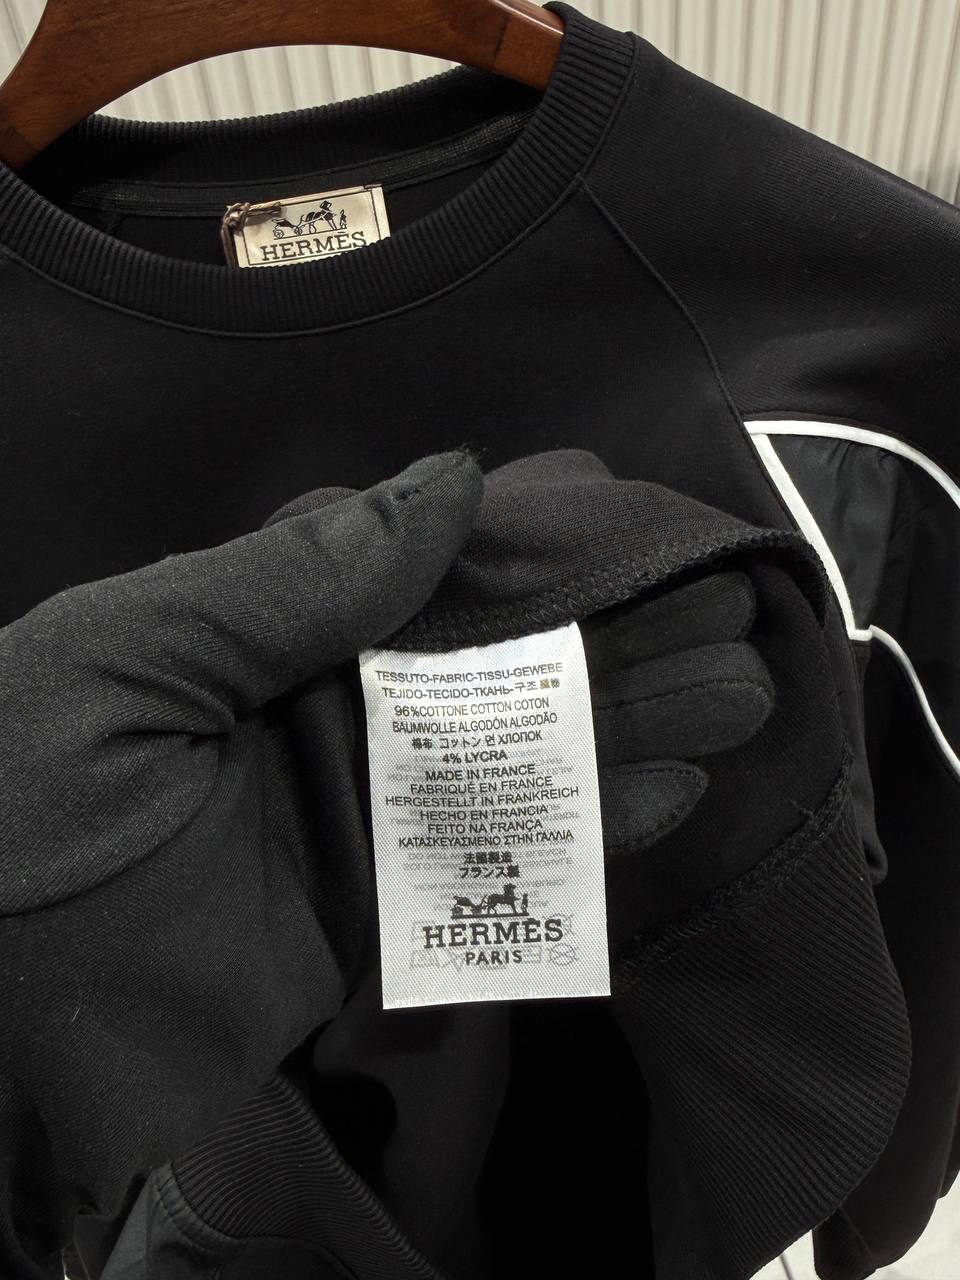 HERMÈS
TESSUTO-FABRIC-TISSU-GEWEBE
TEJIDO-TECIDO-ТКАНЬ-구조 織物
96%COTTONE COTTON COTON
BAUMWOLLE ALGODÓN ALGODÃO
棉布 コットン 면 ХЛОПОК
4% LYCRA
MADE IN FRANCE
FABRIQUÉ EN FRANCE
HERGESTELLT IN FRANKREICH
HECHO EN FRANCIA
FEITO NA FRANÇA
ΚΑΤΑΣΚΕΥΑΣΜΕΝΟ ΣΤΗΝ ΓΑΛΛΙΑ
法國製造
フランス製
HERMÈS
PARIS